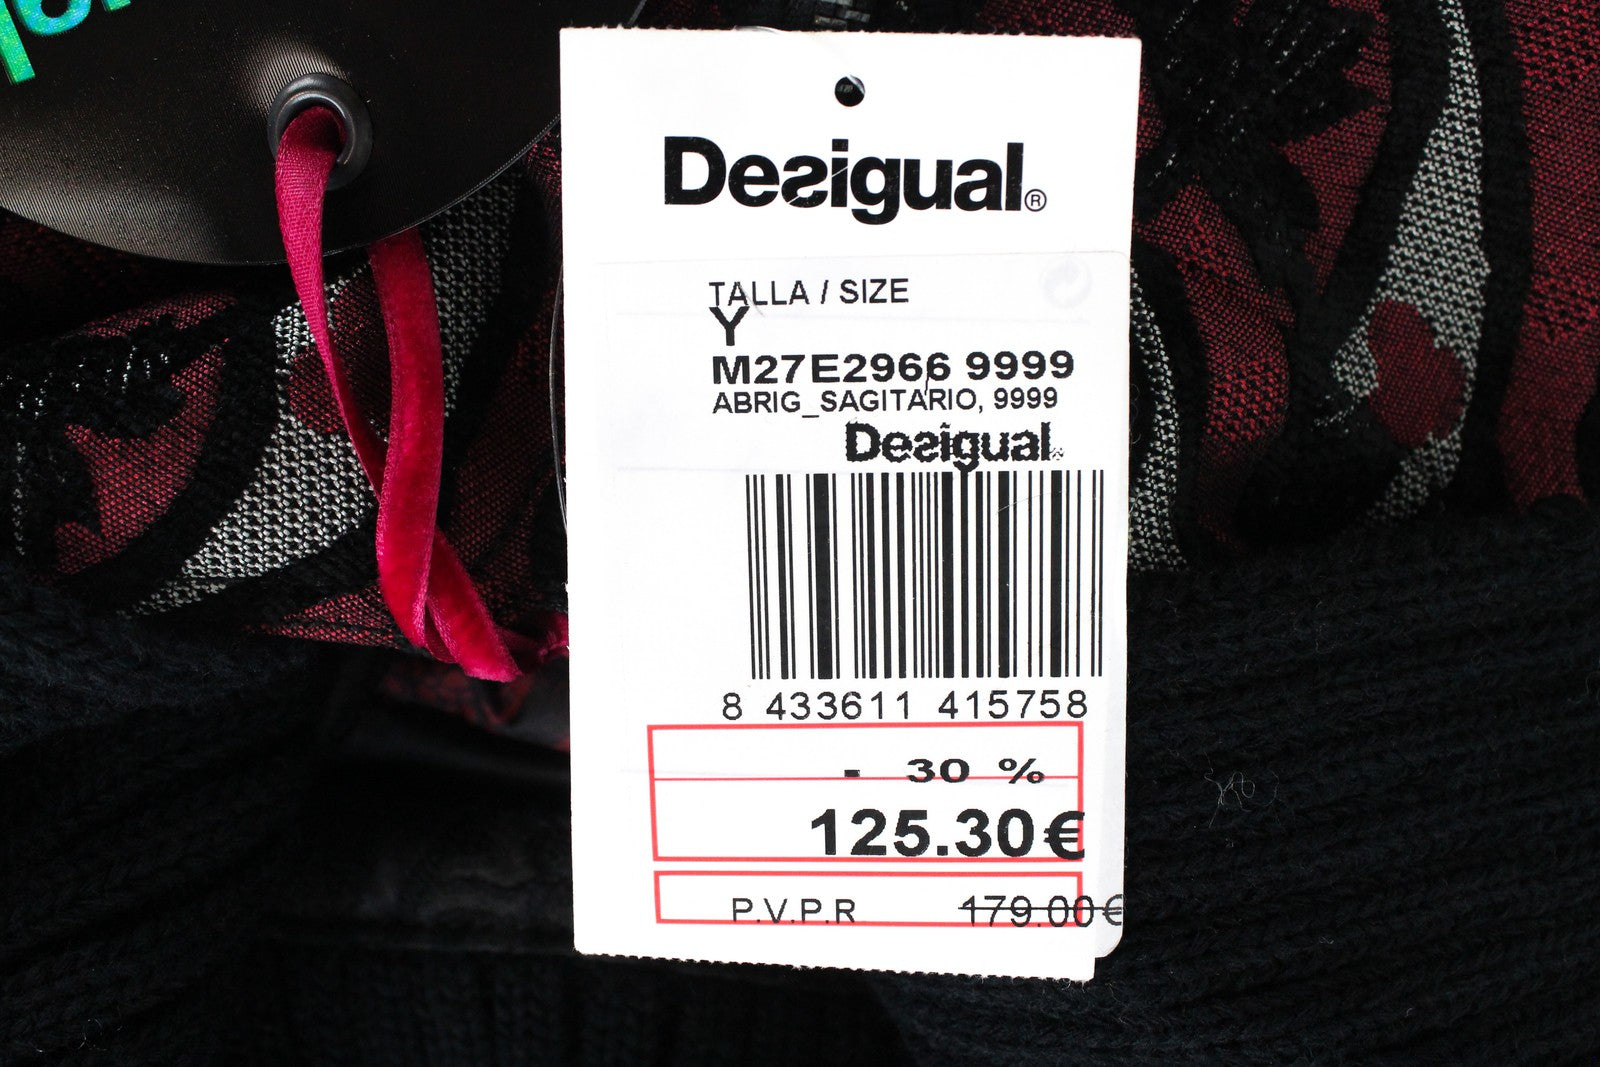 Desigual®
TALLA / SIZE
Y
M27E2966 9999
ABRIG_SAGITARIO, 9999
Desigual
8 433611 415758
- 30 %
125.30€
P.V.P.R 179.00€